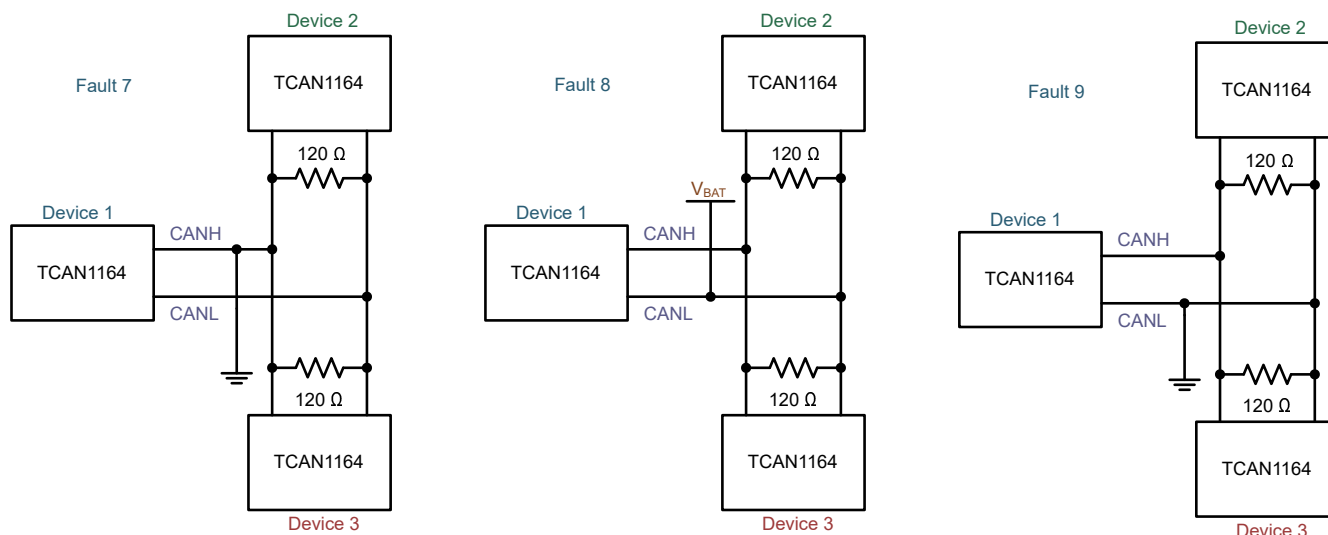 Fault 7
Device 2
TCAN1164
120 Ω
Device 1
TCAN1164
CANH
CANL
120 Ω
TCAN1164
Device 3
Fault 8
Device 2
TCAN1164
120 Ω
VBAT
Device 1
TCAN1164
CANH
CANL
120 Ω
TCAN1164
Device 3
Fault 9
Device 2
TCAN1164
120 Ω
Device 1
TCAN1164
CANH
CANL
120 Ω
TCAN1164
Device 3